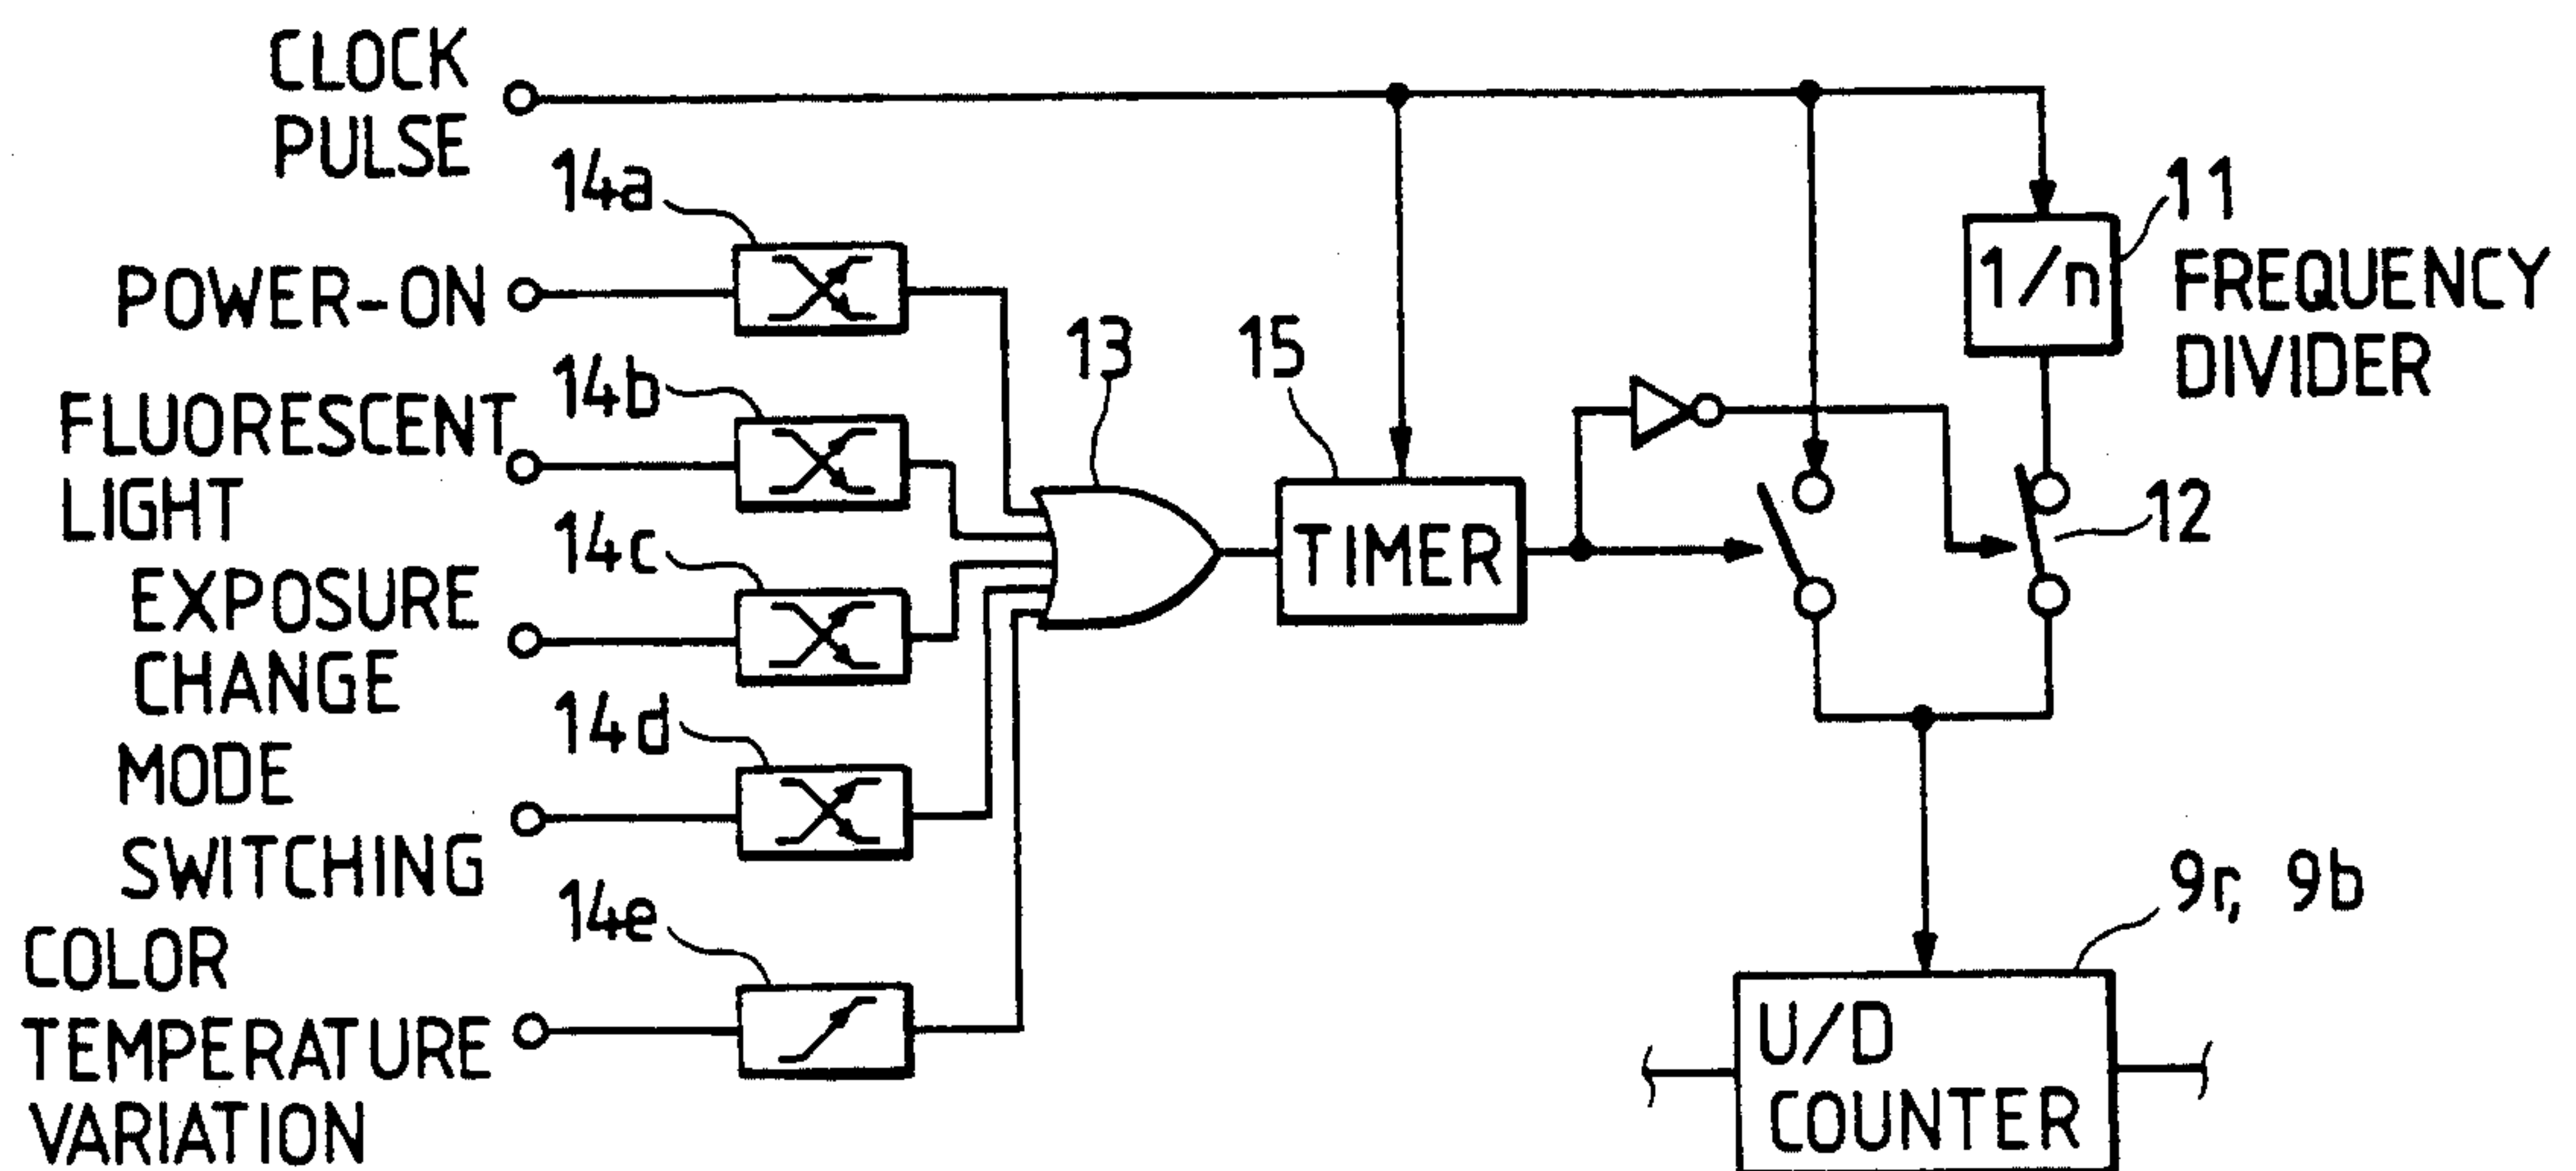 CLOCK
PULSE
14a
POWER-ON
14b
FLUORESCENT
LIGHT
14c
EXPOSURE
CHANGE
14d
MODE
SWITCHING
14e
COLOR
TEMPERATURE
VARIATION
13
15
TIMER
11
1/n
FREQUENCY
DIVIDER
12
9r, 9b
U/D
COUNTER